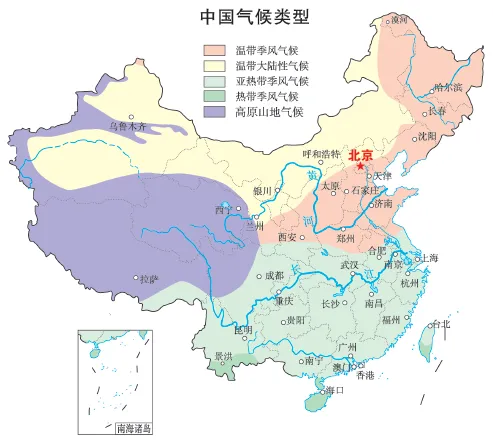 中国气候类型
温带季风气候
温带大陆性气候
亚热带季风气候
热带季风气候
高原山地气候
漠河
哈尔滨
长春
沈阳
乌鲁木齐
呼和浩特
北京
天津
黄
银川
太原
石家庄
济南
西宁
兰州
河
西安
郑州
合肥
南京
上海
拉萨
成都
长
武汉
江
杭州
重庆
长沙
南昌
贵阳
福州
昆明
台北
广州
景洪
南宁
澳门
香港
海口
南海诸岛